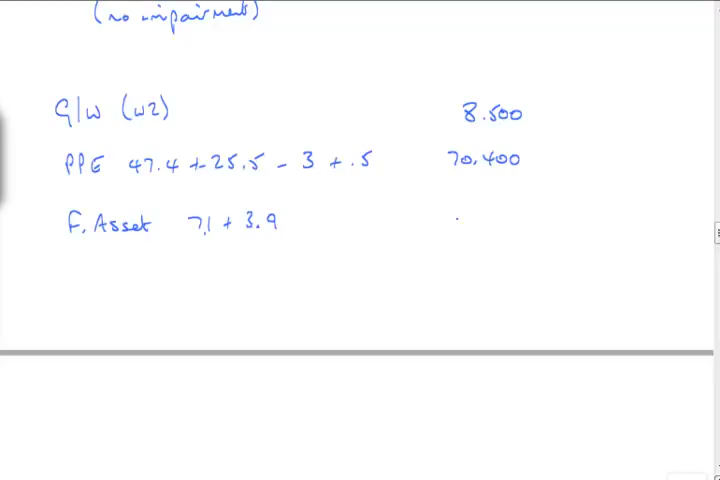 (no impairment)
G/W (W2) 8.500
PPE 47.4 + 25.5 - 3 + .5 70.400
F. Asset 7.1 + 3.9